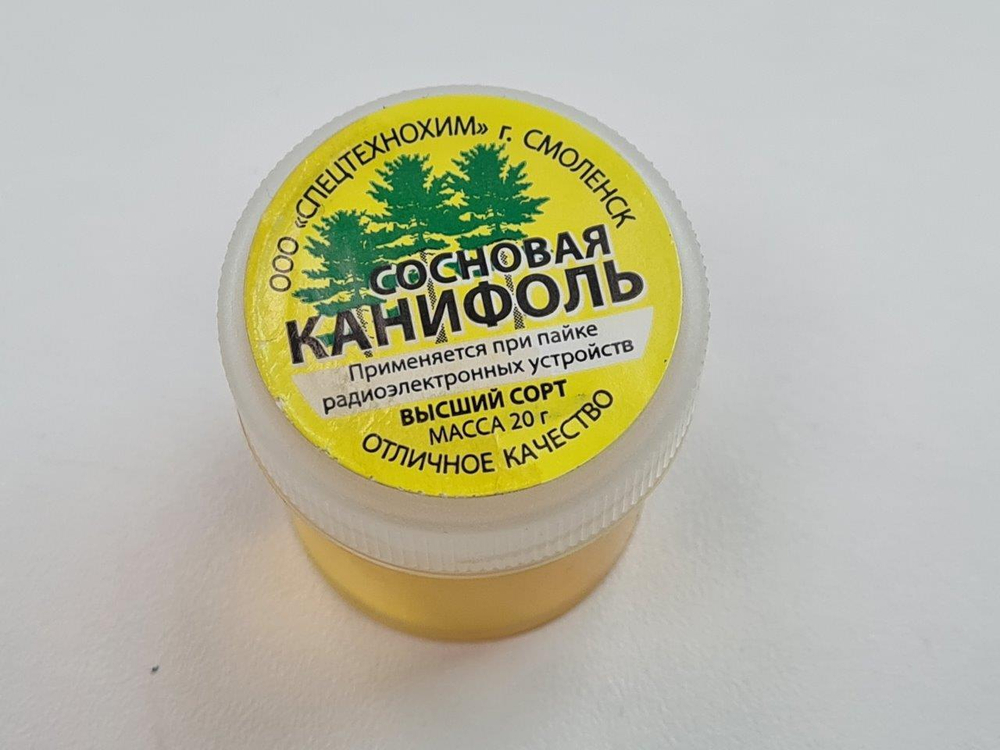 ООО «СПЕЦТЕХНОХИМ» г. СМОЛЕНСК
СОСНОВАЯ
КАНИФОЛЬ
Применяется при пайке
радиоэлектронных устройств
ВЫСШИЙ СОРТ
МАССА 20 г
ОТЛИЧНОЕ КАЧЕСТВО